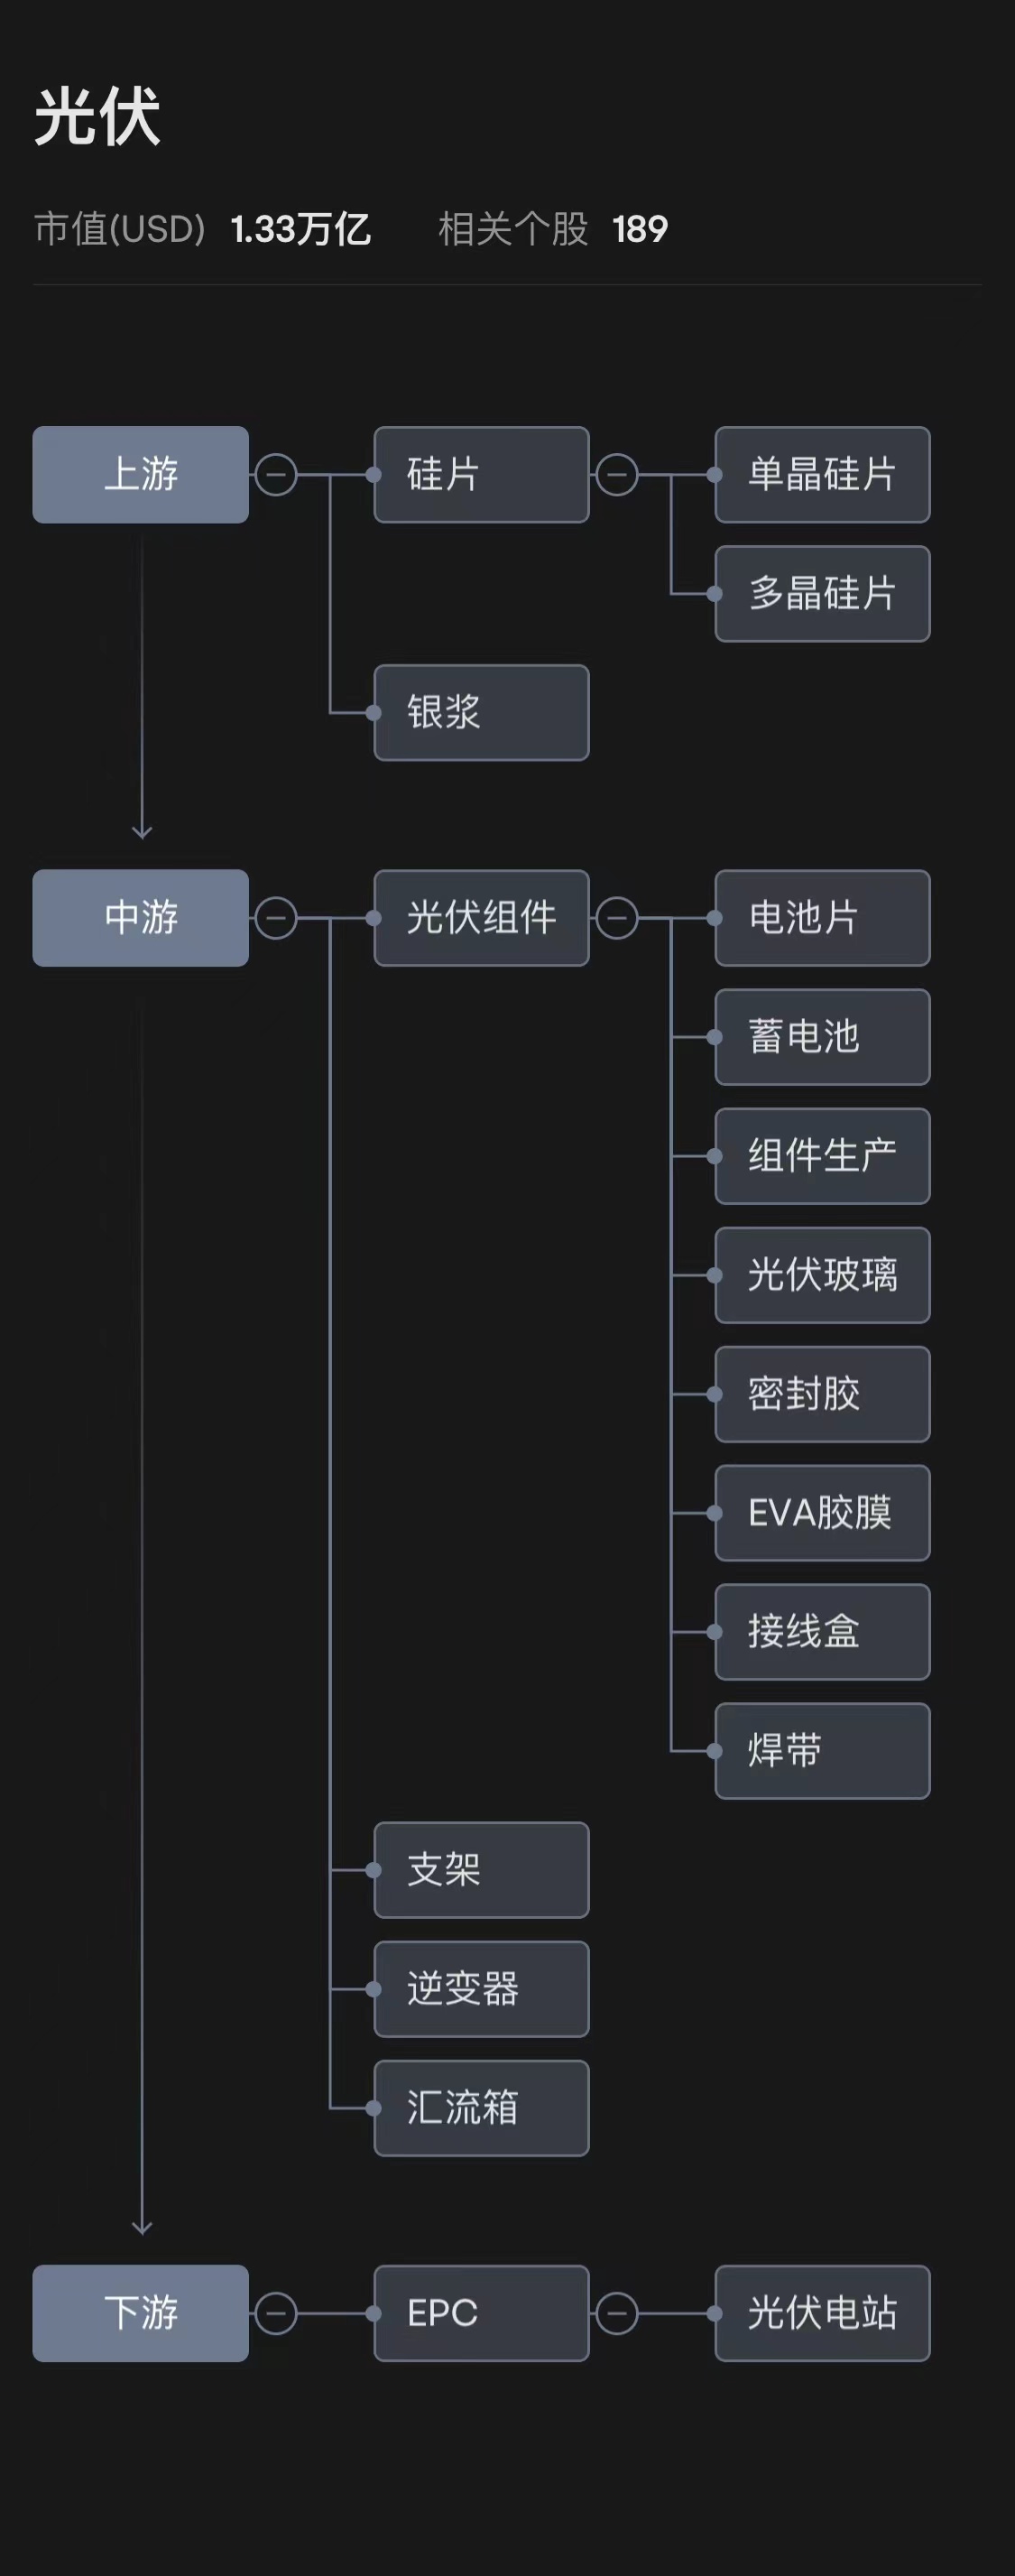 光伏
市值(USD) 1.33万亿 相关个股 189
上游 硅片 单晶硅片
多晶硅片
银浆
中游 光伏组件 电池片
蓄电池
组件生产
光伏玻璃
密封胶
EVA胶膜
接线盒
焊带
支架
逆变器
汇流箱
下游 EPC 光伏电站